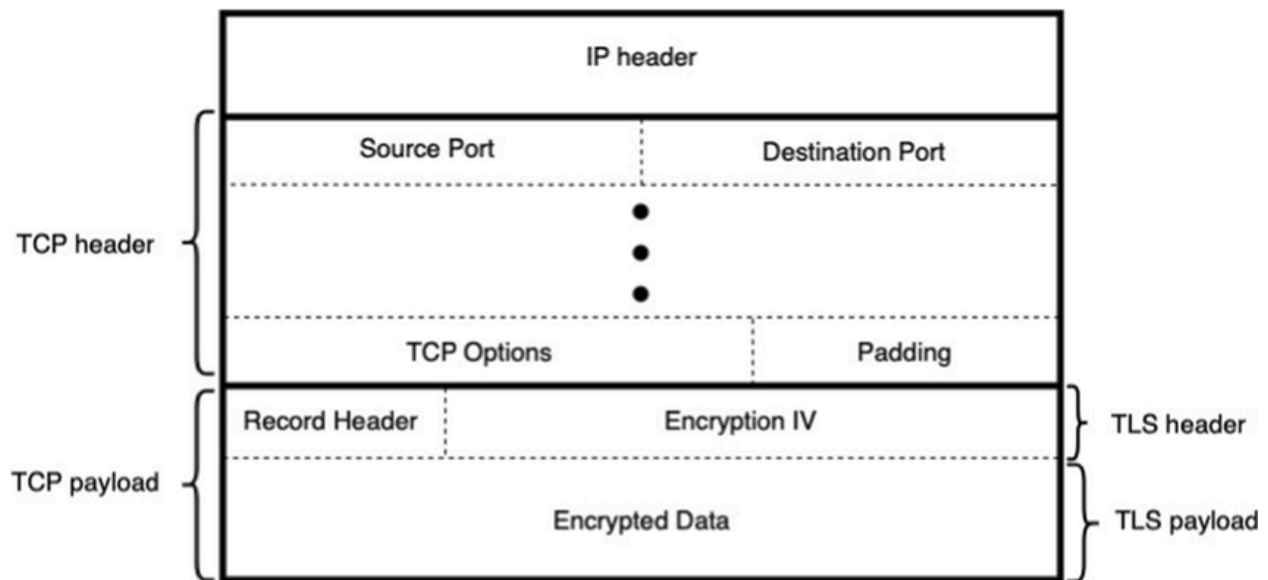 IP header
Source Port
Destination Port
TCP header
TCP Options
Padding
Record Header
Encryption IV
TLS header
TCP payload
Encrypted Data
TLS payload